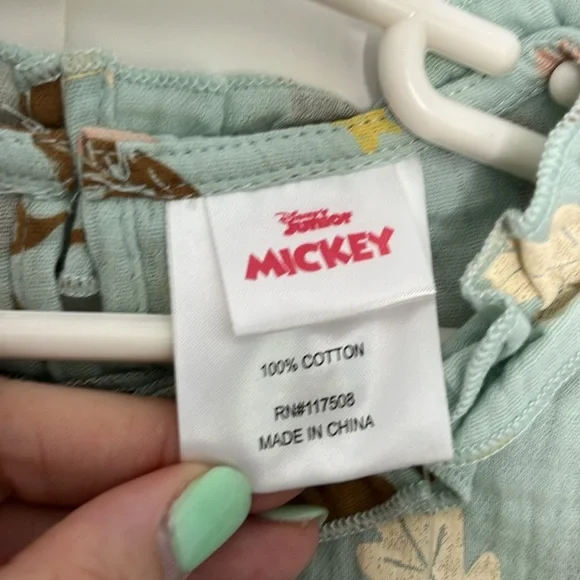 Disney
Junior
MICKEY
100% COTTON
RN#117508
MADE IN CHINA